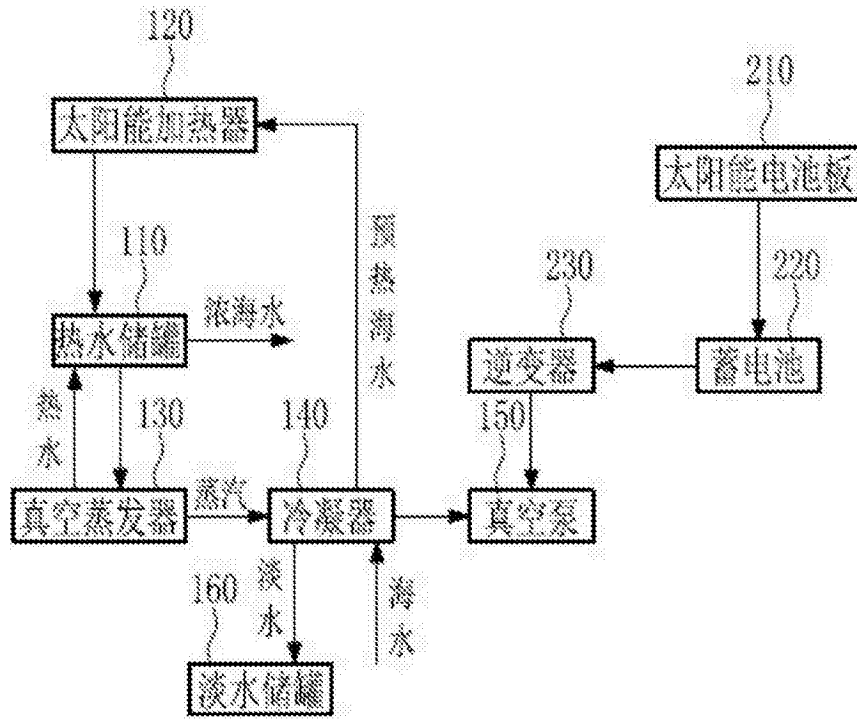 120
太阳能加热器
210
太阳能电池板
110
热水储罐
浓海水
预热海水
230
逆变器
220
蓄电池
热水
130
真空蒸发器
蒸汽
140
冷凝器
150
真空泵
淡水
海水
160
淡水储罐